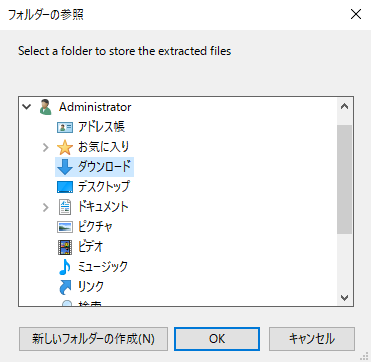 フォルダーの参照
Select a folder to store the extracted files
Administrator
アドレス帳
お気に入り
ダウンロード
デスクトップ
ドキュメント
ピクチャ
ビデオ
ミュージック
リンク
検索
新しいフォルダーの作成(N)
OK
キャンセル